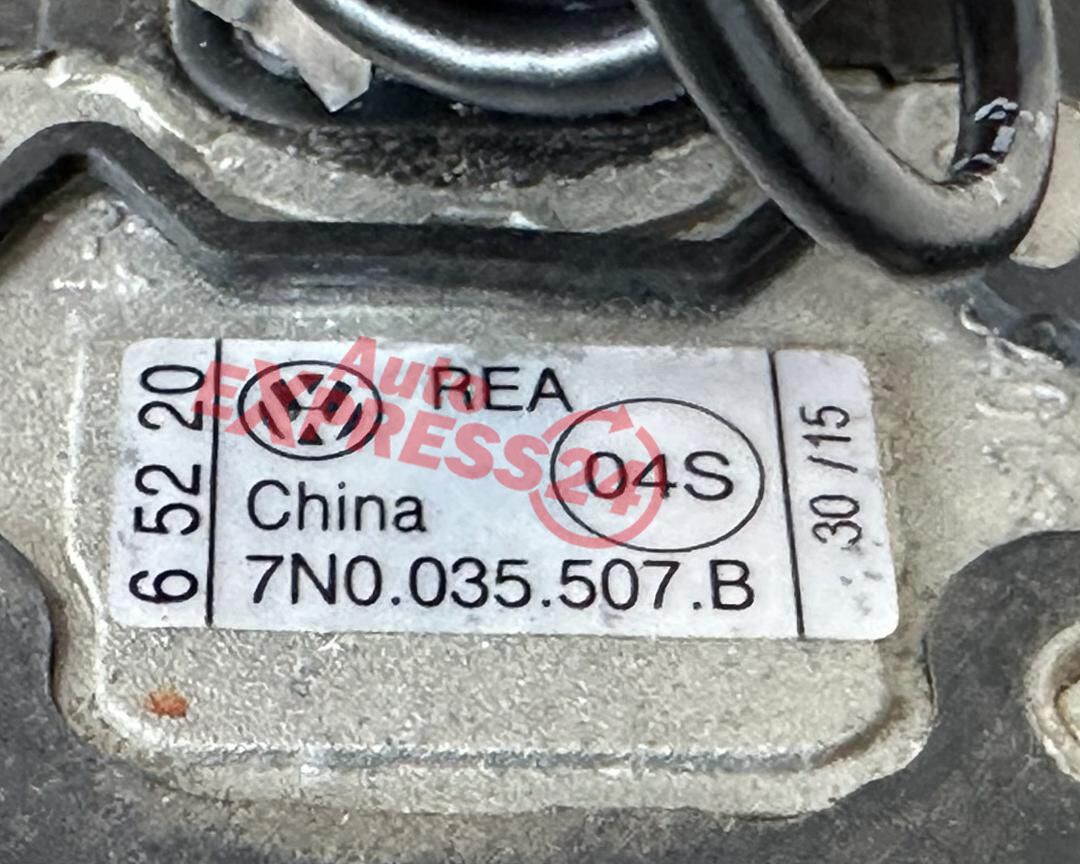 6 52 20
REA
04S
China
7N0.035.507.B
30 /15
Auto
EXPRESS24